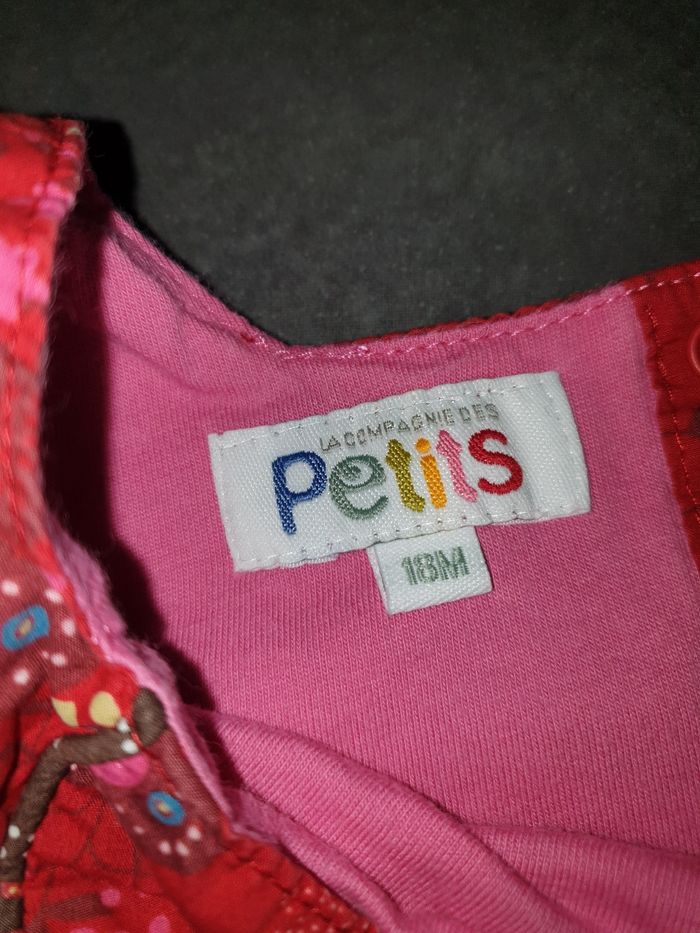 LA COMPAGNIE DES
Petits
18M